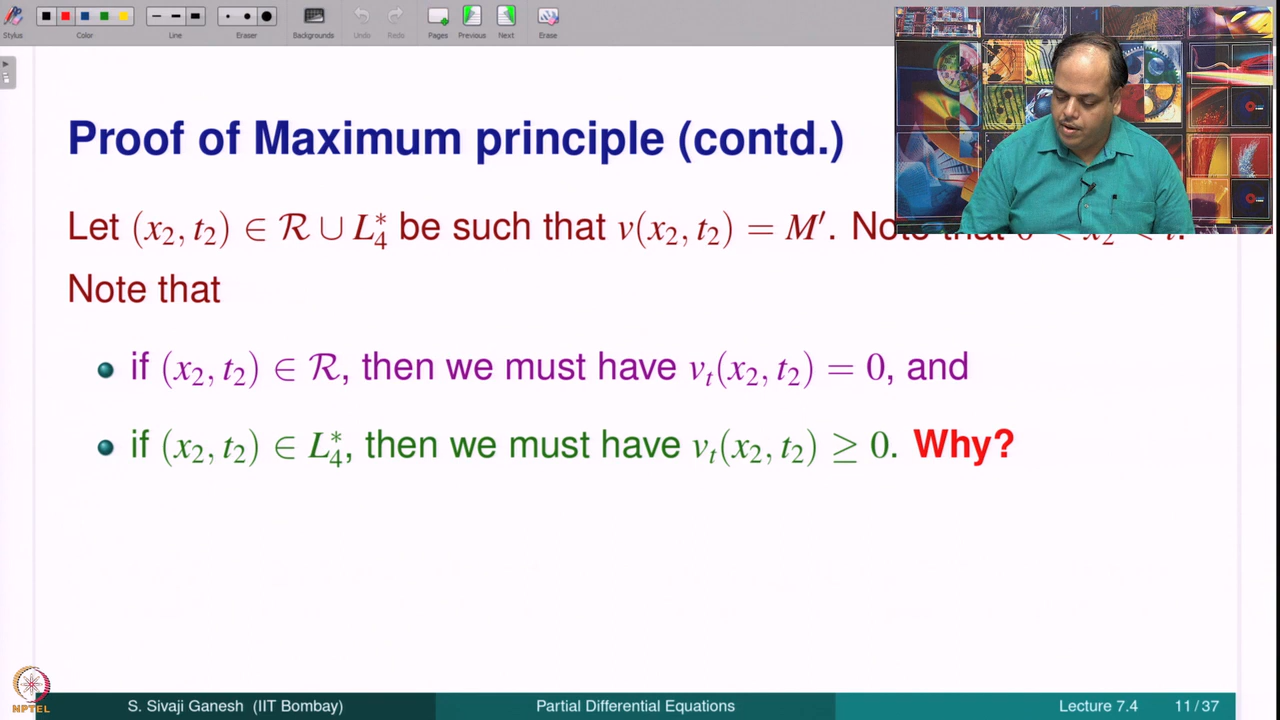 Stylus
Color
Line
Eraser
Backgrounds
Undo
Redo
Pages
Previous
Next
Erase
Proof of Maximum principle (contd.)
Let (x₂, t₂) ∈ ℛ ∪ L₄* be such that v(x₂, t₂) = M′.
Note that
if (x₂, t₂) ∈ ℛ, then we must have vₜ(x₂, t₂) = 0, and
if (x₂, t₂) ∈ L₄*, then we must have vₜ(x₂, t₂) ≥ 0. Why?
NPTEL
S. Sivaji Ganesh (IIT Bombay)
Partial Differential Equations
Lecture 7.4
11/37